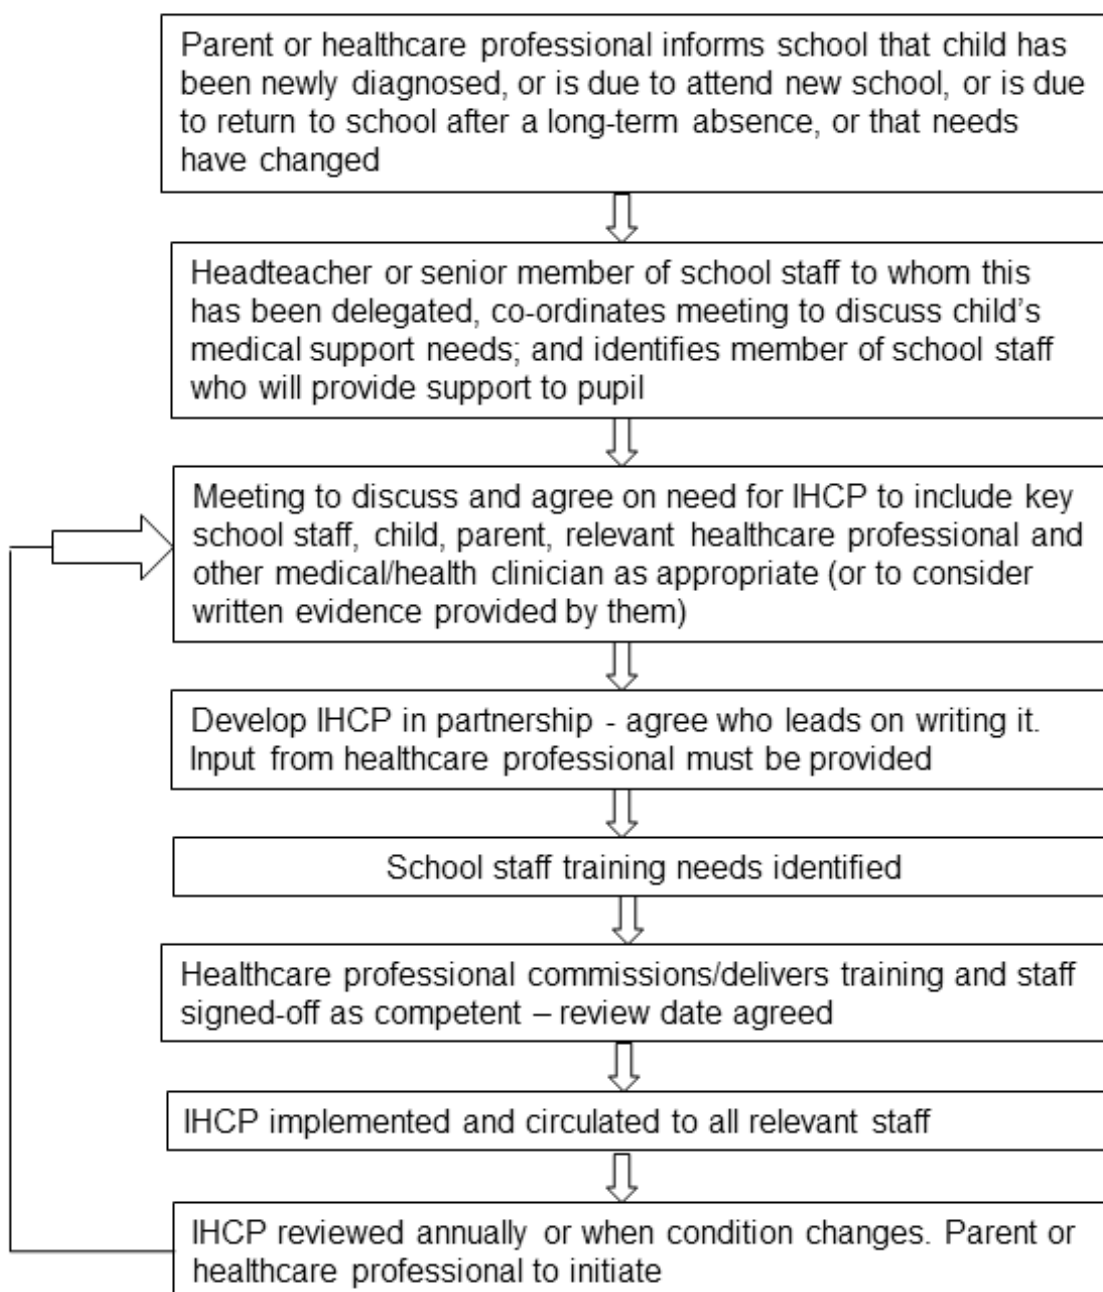 Parent or healthcare professional informs school that child has
been newly diagnosed, or is due to attend new school, or is due
to return to school after a long-term absence, or that needs
have changed
Headteacher or senior member of school staff to whom this
has been delegated, co-ordinates meeting to discuss child's
medical support needs; and identifies member of school staff
who will provide support to pupil
Meeting to discuss and agree on need for IHCP to include key
school staff, child, parent, relevant healthcare professional and
other medical/health clinician as appropriate (or to consider
written evidence provided by them)
Develop IHCP in partnership - agree who leads on writing it.
Input from healthcare professional must be provided
School staff training needs identified
Healthcare professional commissions/delivers training and staff
signed-off as competent – review date agreed
IHCP implemented and circulated to all relevant staff
IHCP reviewed annually or when condition changes. Parent or
healthcare professional to initiate